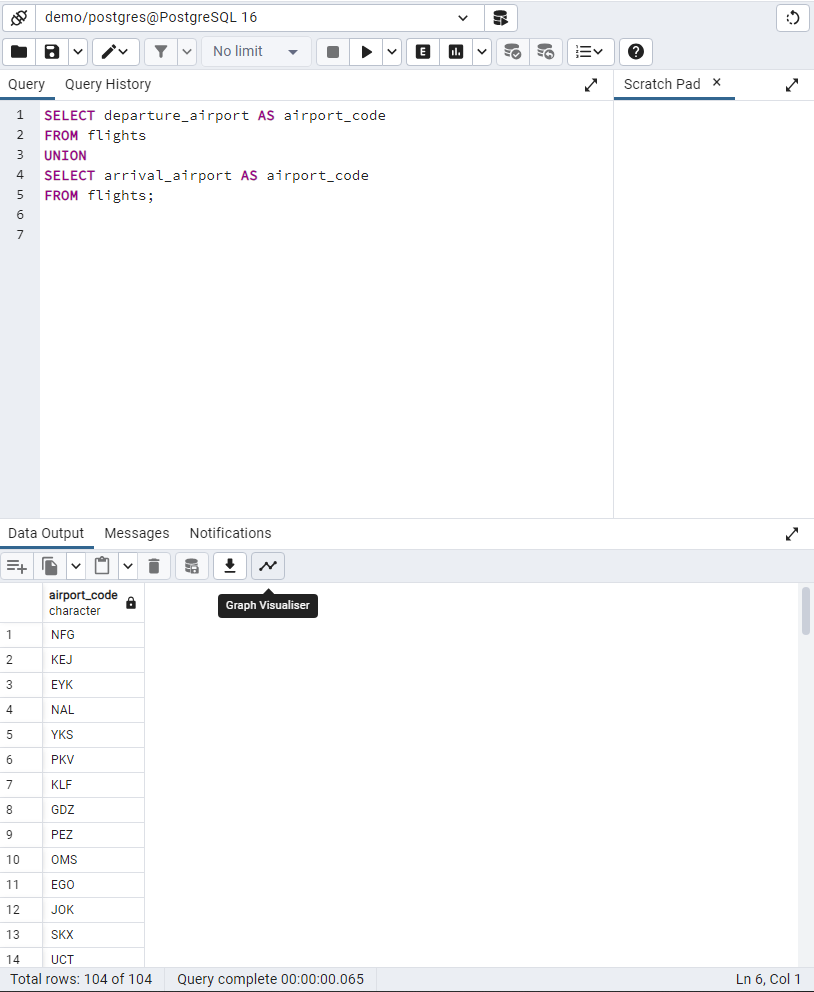 demo/postgres@PostgreSQL 16
No limit
E
Query Query History
Scratch Pad
1 SELECT departure_airport AS airport_code
2 FROM flights
3 UNION
4 SELECT arrival_airport AS airport_code
5 FROM flights;
6
7
Data Output Messages Notifications
Graph Visualiser
airport_code
character
1 NFG
2 KEJ
3 EYK
4 NAL
5 YKS
6 PKV
7 KLF
8 GDZ
9 PEZ
10 OMS
11 EGO
12 JOK
13 SKX
14 UCT
Total rows: 104 of 104 Query complete 00:00:00.065 Ln 6, Col 1